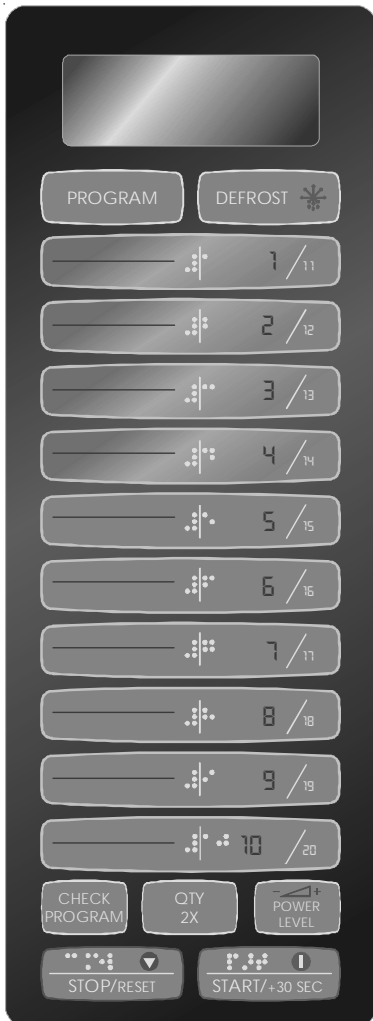 PROGRAM DEFROST
1/11
2/12
3/13
4/14
5/15
6/16
7/17
8/18
9/19
10/20
CHECK PROGRAM
QTY 2X
- + POWER LEVEL
STOP/RESET
START/+30 SEC